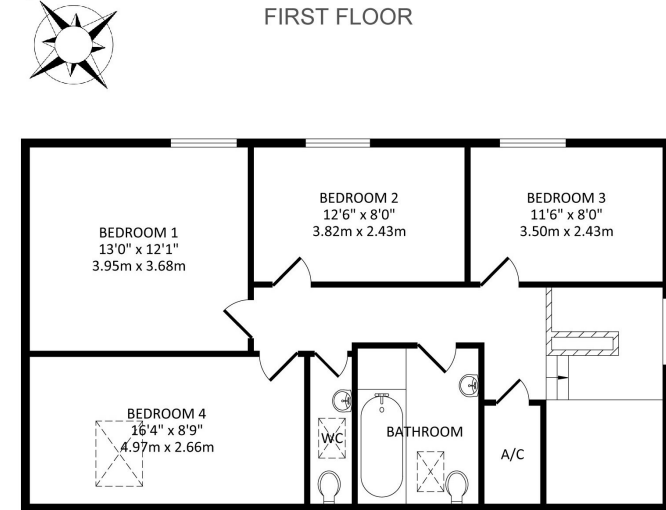 FIRST FLOOR
BEDROOM 1
13'0" x 12'1"
3.95m x 3.68m
BEDROOM 2
12'6" x 8'0"
3.82m x 2.43m
BEDROOM 3
11'6" x 8'0"
3.50m x 2.43m
BEDROOM 4
16'4" x 8'9"
4.97m x 2.66m
WC
BATHROOM
A/C